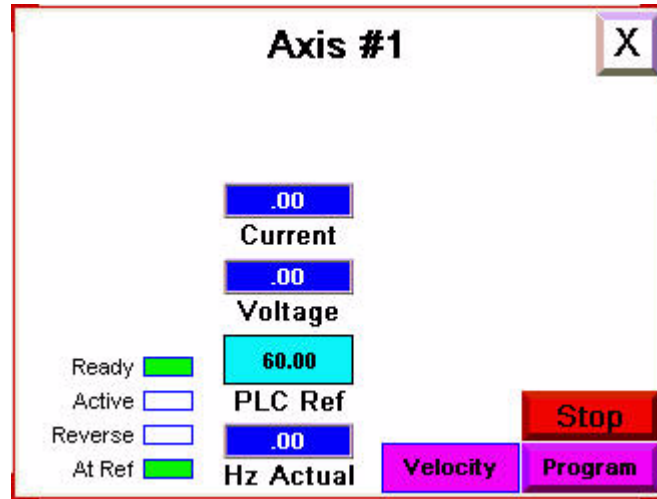 Axis #1
X
.00
Current
.00
Voltage
60.00
PLC Ref
.00
Hz Actual
Ready
Active
Reverse
At Ref
Stop
Velocity
Program